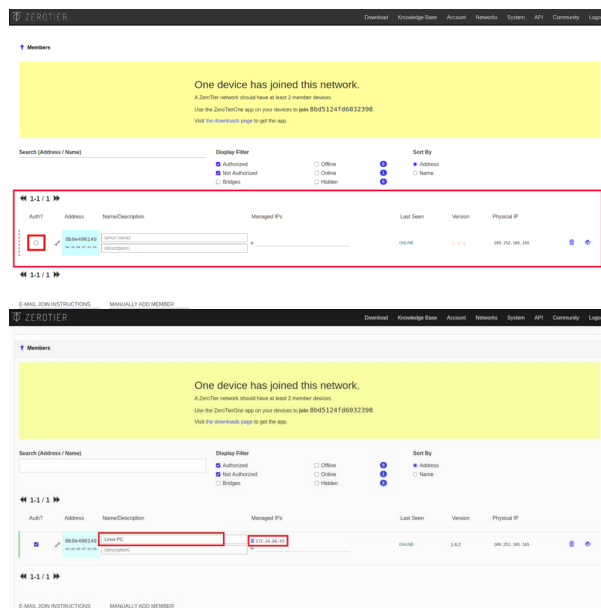 ZEROTIER
Download Knowledge Base Account Networks System API Community Logo
Members
One device has joined this network.
A ZeroTier network should have at least 2 member devices.
Use the ZeroTierOne app on your devices to join 8bd5124fd6032398.
Visit the downloads page to get the app.
Search (Address / Name) Display Filter Sort By
Authorized Offline 0 Address
Not Authorized Online 1 Name
Bridges Hidden 0
1-1 / 1
Auth? Address Name/Description Managed IPs Last Seen Version Physical IP
(short name)
ONLINE
(description)
1-1 / 1
E-MAIL JOIN INSTRUCTIONS MANUALLY ADD MEMBER
ZEROTIER
Download Knowledge Base Account Networks System API Community Logo
Members
One device has joined this network.
A ZeroTier network should have at least 2 member devices.
Use the ZeroTierOne app on your devices to join 8bd5124fd6032398.
Visit the downloads page to get the app.
Search (Address / Name) Display Filter Sort By
Authorized Offline 0 Address
Not Authorized Online 1 Name
Bridges Hidden 0
1-1 / 1
Auth? Address Name/Description Managed IPs Last Seen Version Physical IP
Linux PC
ONLINE 1.6.2
(description)
1-1 / 1
E-MAIL JOIN INSTRUCTIONS MANUALLY ADD MEMBER